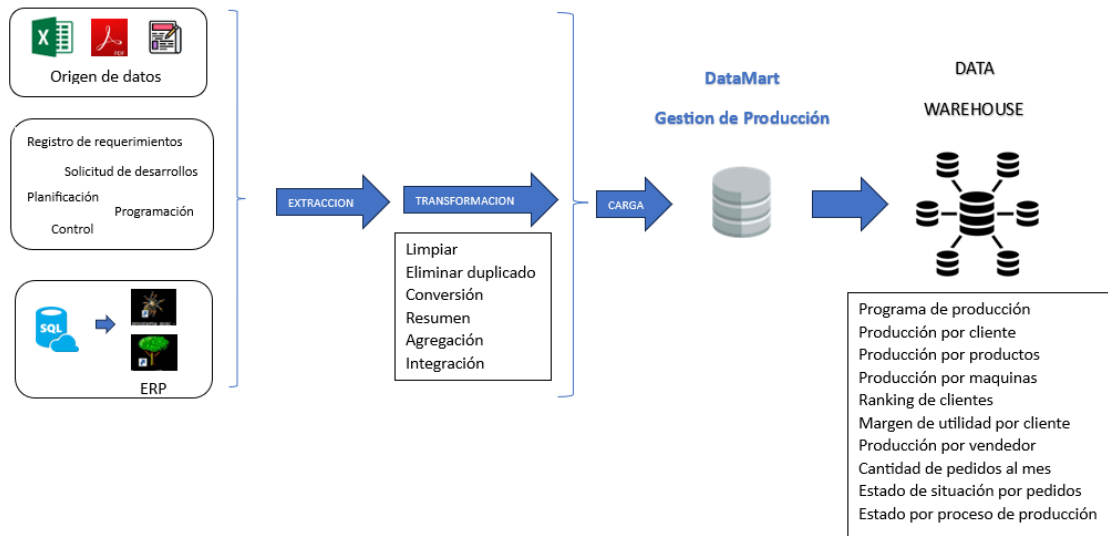 PDF
Origen de datos
Registro de requerimientos
Solicitud de desarrollos
Planificación
Programación
Control
SQL
ERP
EXTRACCION
TRANSFORMACION
Limpiar
Eliminar duplicado
Conversión
Resumen
Agregación
Integración
CARGA
DataMart
Gestion de Producción
DATA
WAREHOUSE
Programa de producción
Producción por cliente
Producción por productos
Producción por maquinas
Ranking de clientes
Margen de utilidad por cliente
Producción por vendedor
Cantidad de pedidos al mes
Estado de situación por pedidos
Estado por proceso de producción